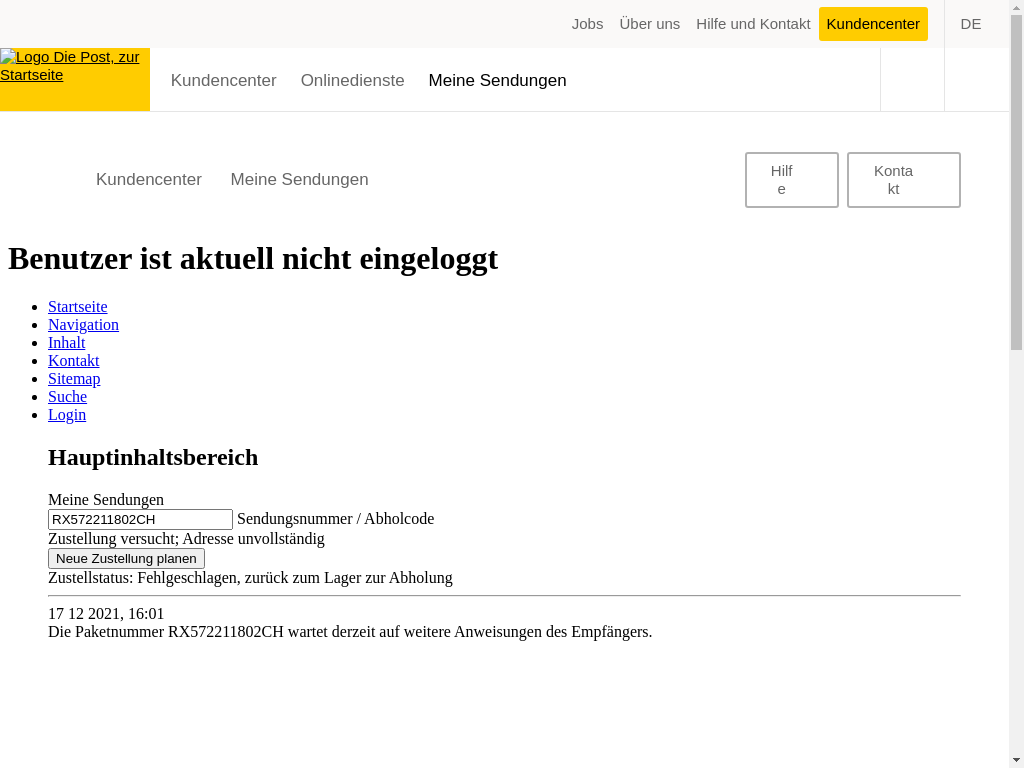 Jobs Über uns Hilfe und Kontakt Kundencenter DE
Logo Die Post, zur
Startseite
Kundencenter Onlinedienste Meine Sendungen
Kundencenter Meine Sendungen
Hilf
e
Konta
kt
Benutzer ist aktuell nicht eingeloggt
Startseite
Navigation
Inhalt
Kontakt
Sitemap
Suche
Login
Hauptinhaltsbereich
Meine Sendungen
RX572211802CH Sendungsnummer / Abholcode
Zustellung versucht; Adresse unvollständig
Neue Zustellung planen
Zustellstatus: Fehlgeschlagen, zurück zum Lager zur Abholung
17 12 2021, 16:01
Die Paketnummer RX572211802CH wartet derzeit auf weitere Anweisungen des Empfängers.